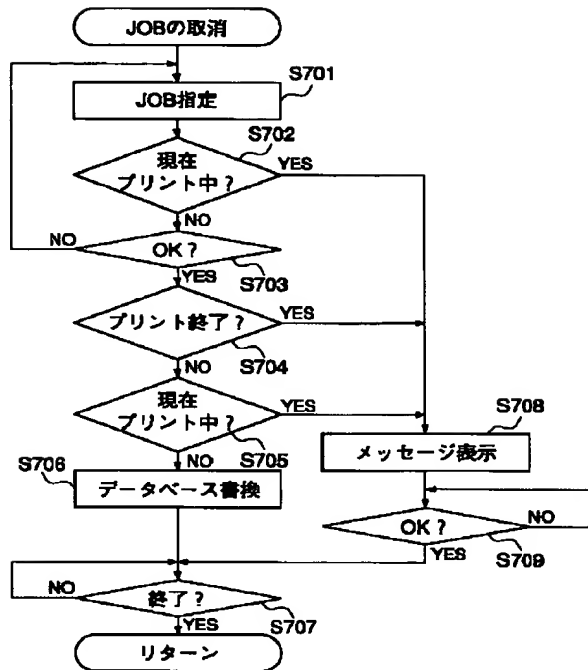 JOBの取消
S701
JOB指定
S702
現在
プリント中？
YES
NO
NO
OK？
S703
YES
プリント終了？
YES
S704
NO
現在
プリント中？
YES
S705
S708
メッセージ表示
S706
NO
データベース書換
OK？
NO
S709
YES
NO
終了？
S707
YES
リターン